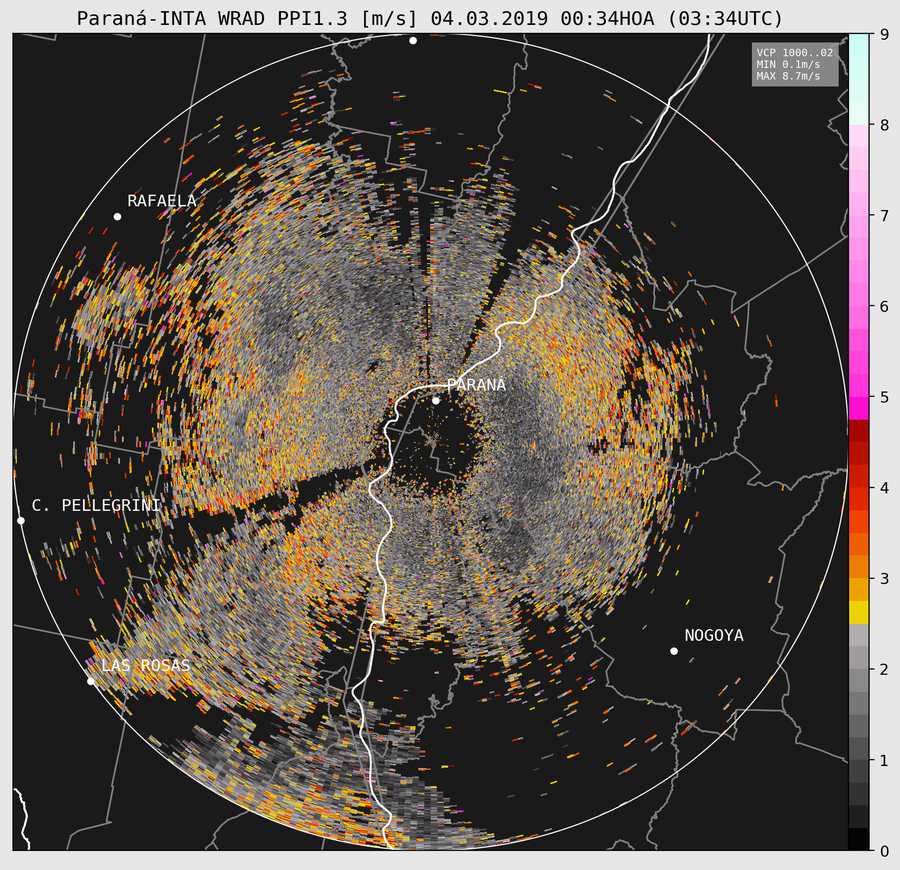 Paraná-INTA WRAD PPI1.3 [m/s] 04.03.2019 00:34HOA (03:34UTC)
VCP 1000..02
MIN 0.1m/s
MAX 8.7m/s
9
8
7
6
5
4
3
2
1
0
RAFAELA
PARANA
C. PELLEGRINI
NOGOYA
LAS ROSAS